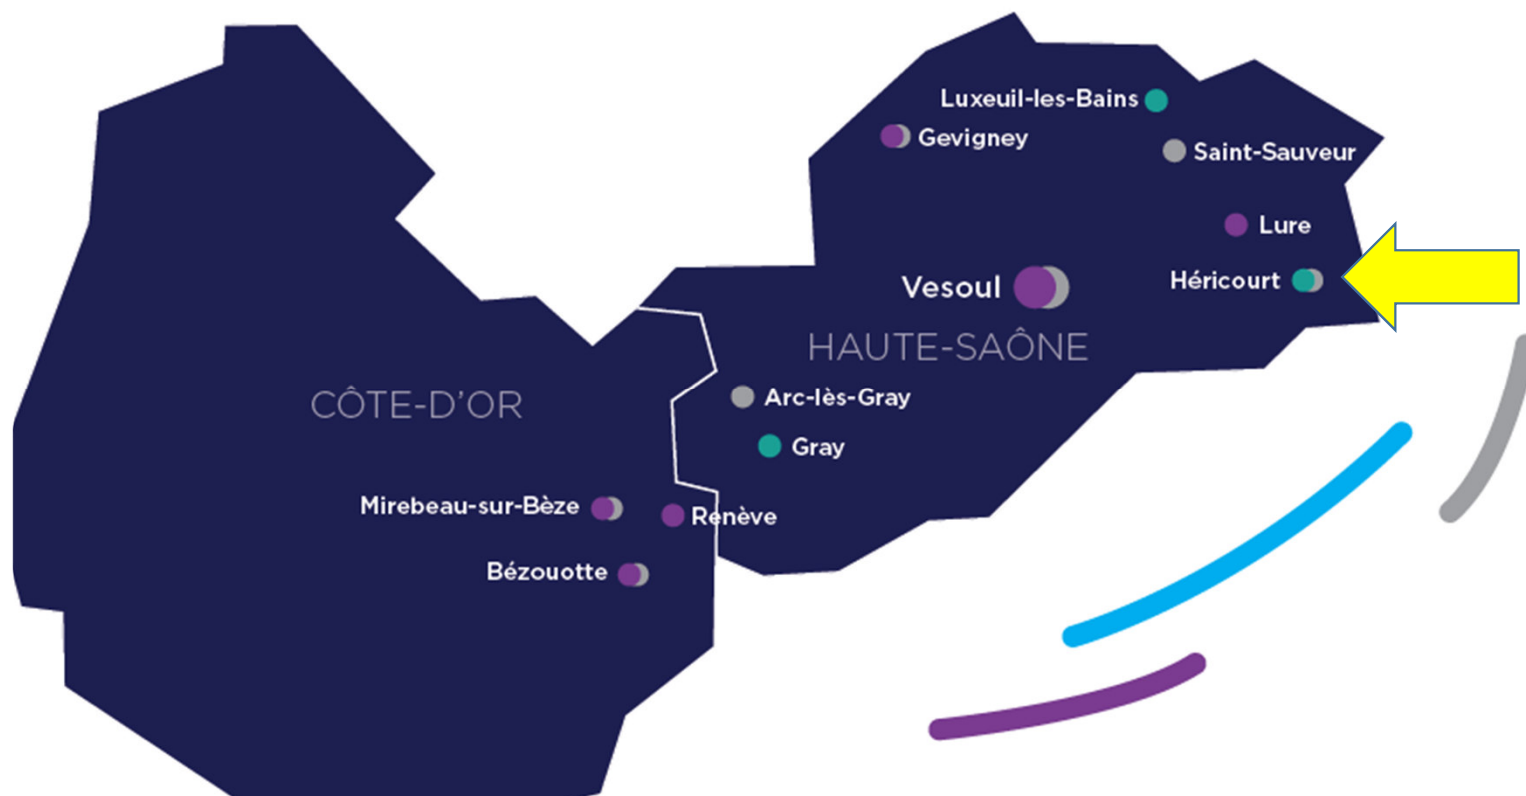 Luxeuil-les-Bains
Gevigney
Saint-Sauveur
Lure
Héricourt
Vesoul
HAUTE-SAÔNE
CÔTE-D'OR
Arc-lès-Gray
Gray
Mirebeau-sur-Bèze
Renève
Bézouotte